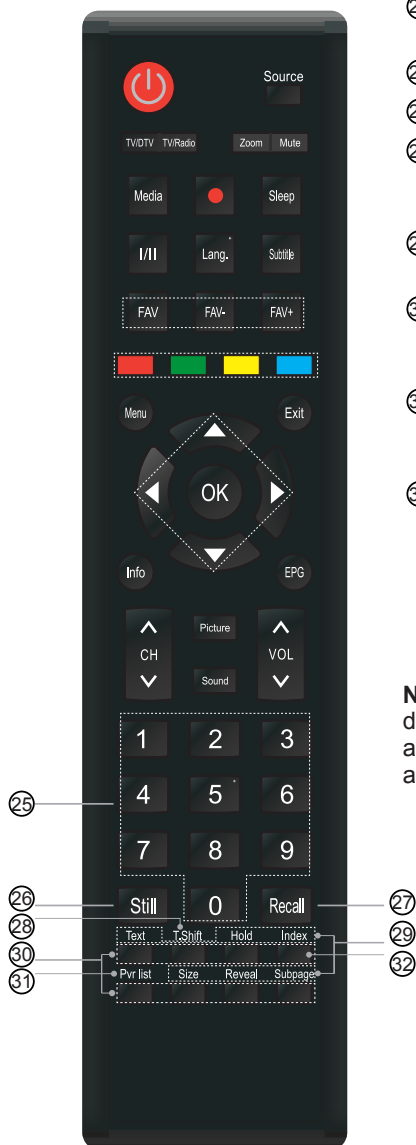 Source
TV/DTV TV/Radio Zoom Mute
Media Sleep
I/II Lang. Subtitle
FAV FAV- FAV+
Menu Exit
OK
Info EPG
CH Picture VOL
Sound
1 2 3
4 5 6
25
7 8 9
26 Still 0 Recall 27
28 Text T.Shift Hold Index 29
30 32
31 Pvr list Size Reveal Subpage